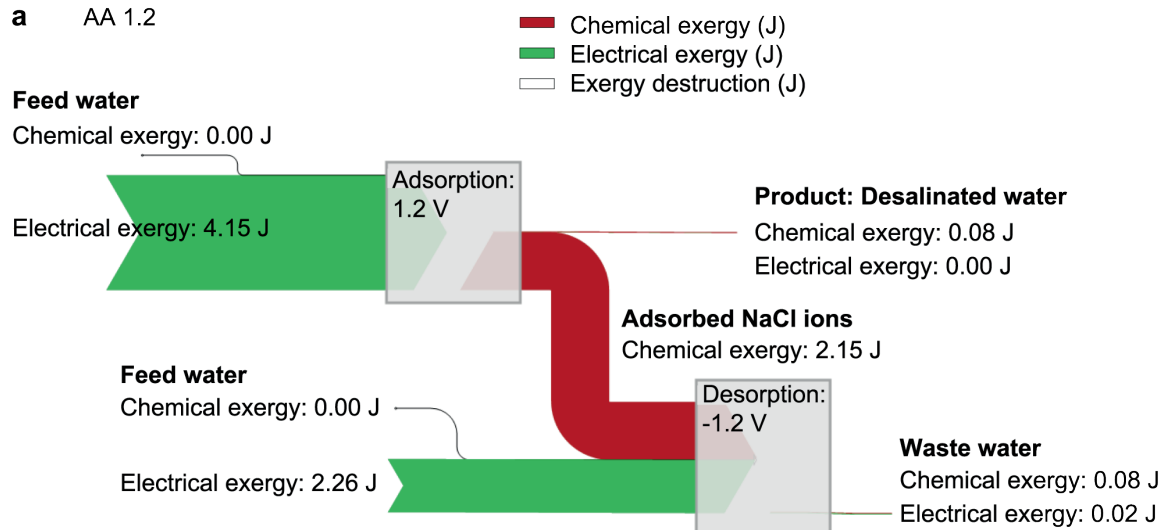 a AA 1.2
Chemical exergy (J)
Electrical exergy (J)
Exergy destruction (J)
Feed water
Chemical exergy: 0.00 J
Electrical exergy: 4.15 J
Adsorption:
1.2 V
Product: Desalinated water
Chemical exergy: 0.08 J
Electrical exergy: 0.00 J
Adsorbed NaCl ions
Chemical exergy: 2.15 J
Feed water
Chemical exergy: 0.00 J
Electrical exergy: 2.26 J
Desorption:
-1.2 V
Waste water
Chemical exergy: 0.08 J
Electrical exergy: 0.02 J